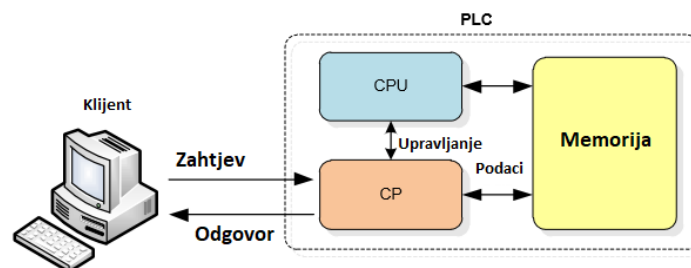 PLC
CPU
Klijent
Memorija
Upravljanje
Zahtjev
Podaci
CP
Odgovor